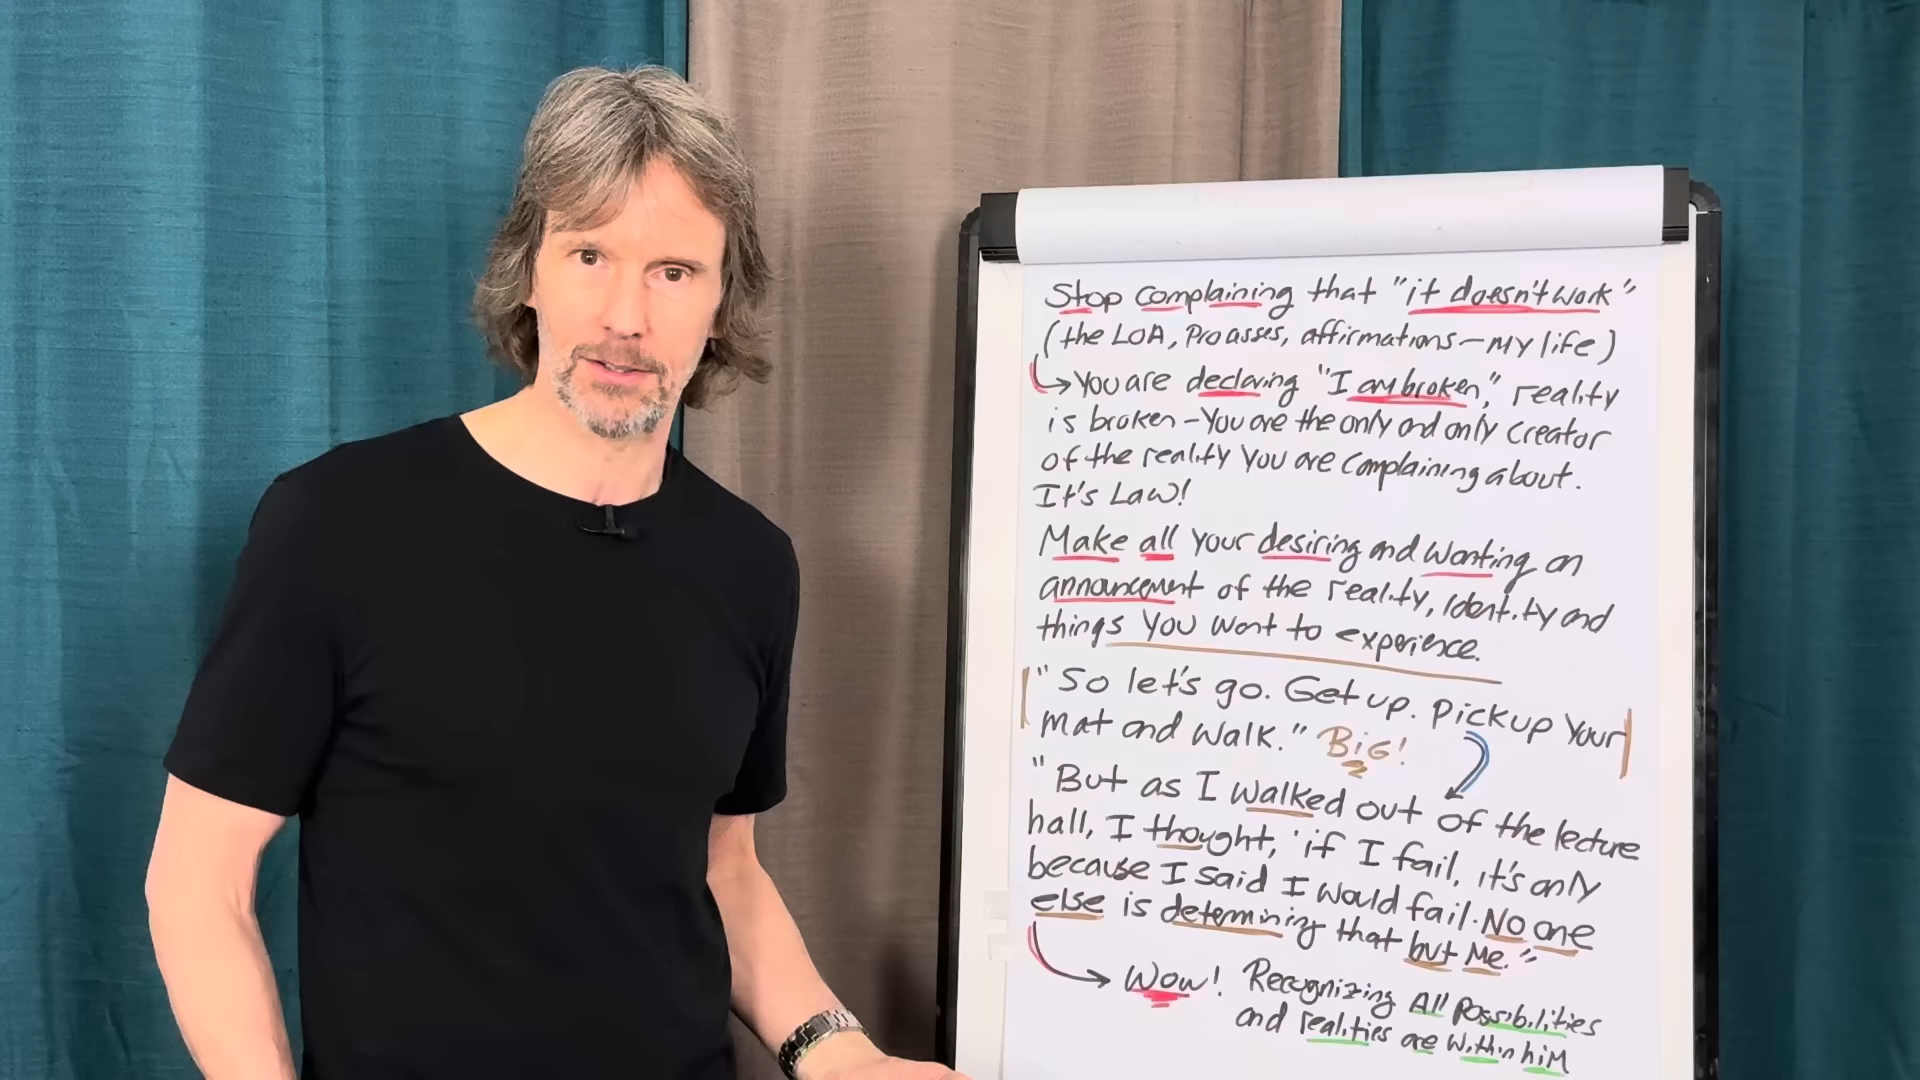 Stop complaining that "it doesn't work"
(the LOA, Processes, affirmations – my life)
You are declaring "I am broken," reality
is broken – You are the only and only creator
of the reality you are complaining about.
It's Law!
Make all your desiring and wanting an
announcement of the reality, identity and
things you want to experience.
"So let's go. Get up. Pick up your
mat and walk." BIG!
"But as I walked out of the lecture
hall, I thought, 'if I fail, it's only
because I said I would fail. No one
else is determining that but me."
Wow! Recognizing All possibilities
and realities are within him